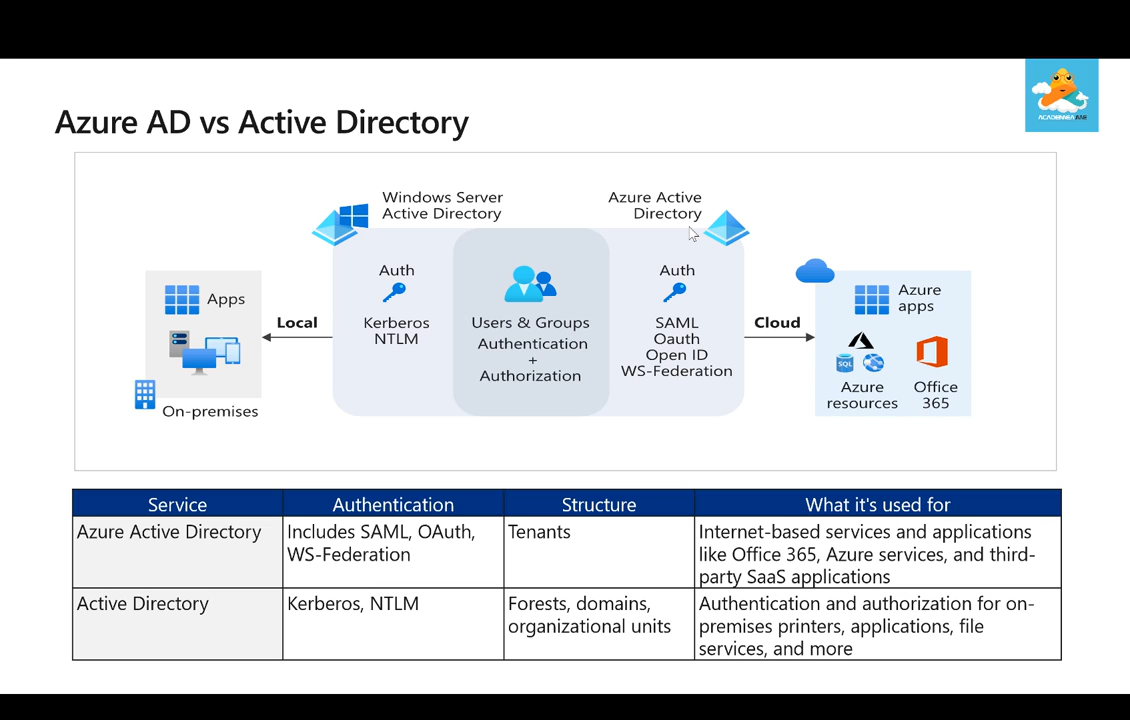 Azure AD vs Active Directory
Windows Server
Active Directory
Azure Active
Directory
Auth
Kerberos
NTLM
Users & Groups
Authentication
+
Authorization
Auth
SAML
Oauth
Open ID
WS-Federation
Apps
Local
On-premises
Cloud
Azure
apps
SQL
Azure
resources
Office
365
Service Authentication Structure What it's used for
Azure Active Directory
Includes SAML, OAuth,
WS-Federation
Tenants
Internet-based services and applications
like Office 365, Azure services, and third-
party SaaS applications
Active Directory
Kerberos, NTLM
Forests, domains,
organizational units
Authentication and authorization for on-
premises printers, applications, file
services, and more